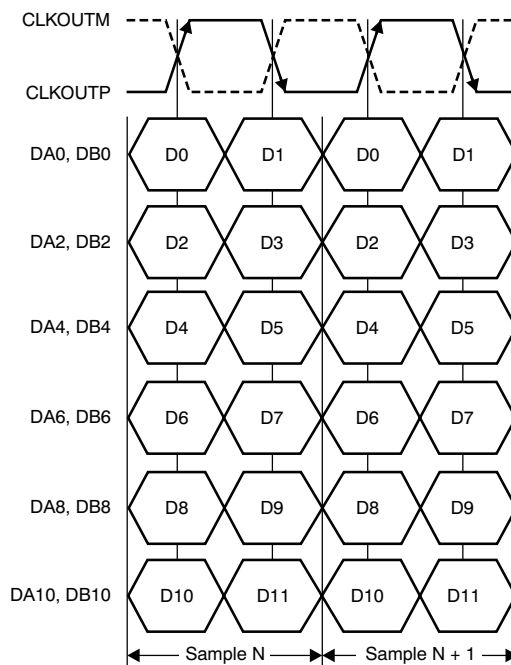 CLKOUTM
CLKOUTP
DA0, DB0 D0 D1 D0 D1
DA2, DB2 D2 D3 D2 D3
DA4, DB4 D4 D5 D4 D5
DA6, DB6 D6 D7 D6 D7
DA8, DB8 D8 D9 D8 D9
DA10, DB10 D10 D11 D10 D11
Sample N Sample N + 1